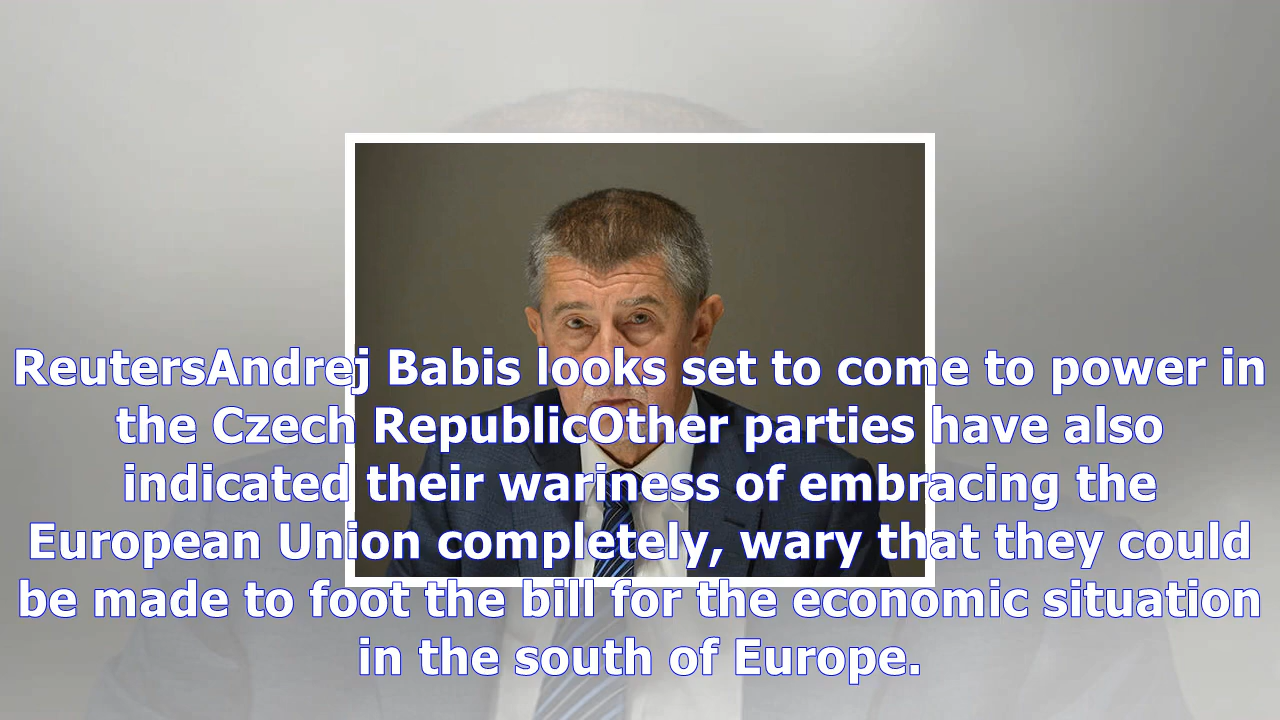 ReutersAndrej Babis looks set to come to power in
the Czech RepublicOther parties have also
indicated their wariness of embracing the
European Union completely, wary that they could
be made to foot the bill for the economic situation
in the south of Europe.